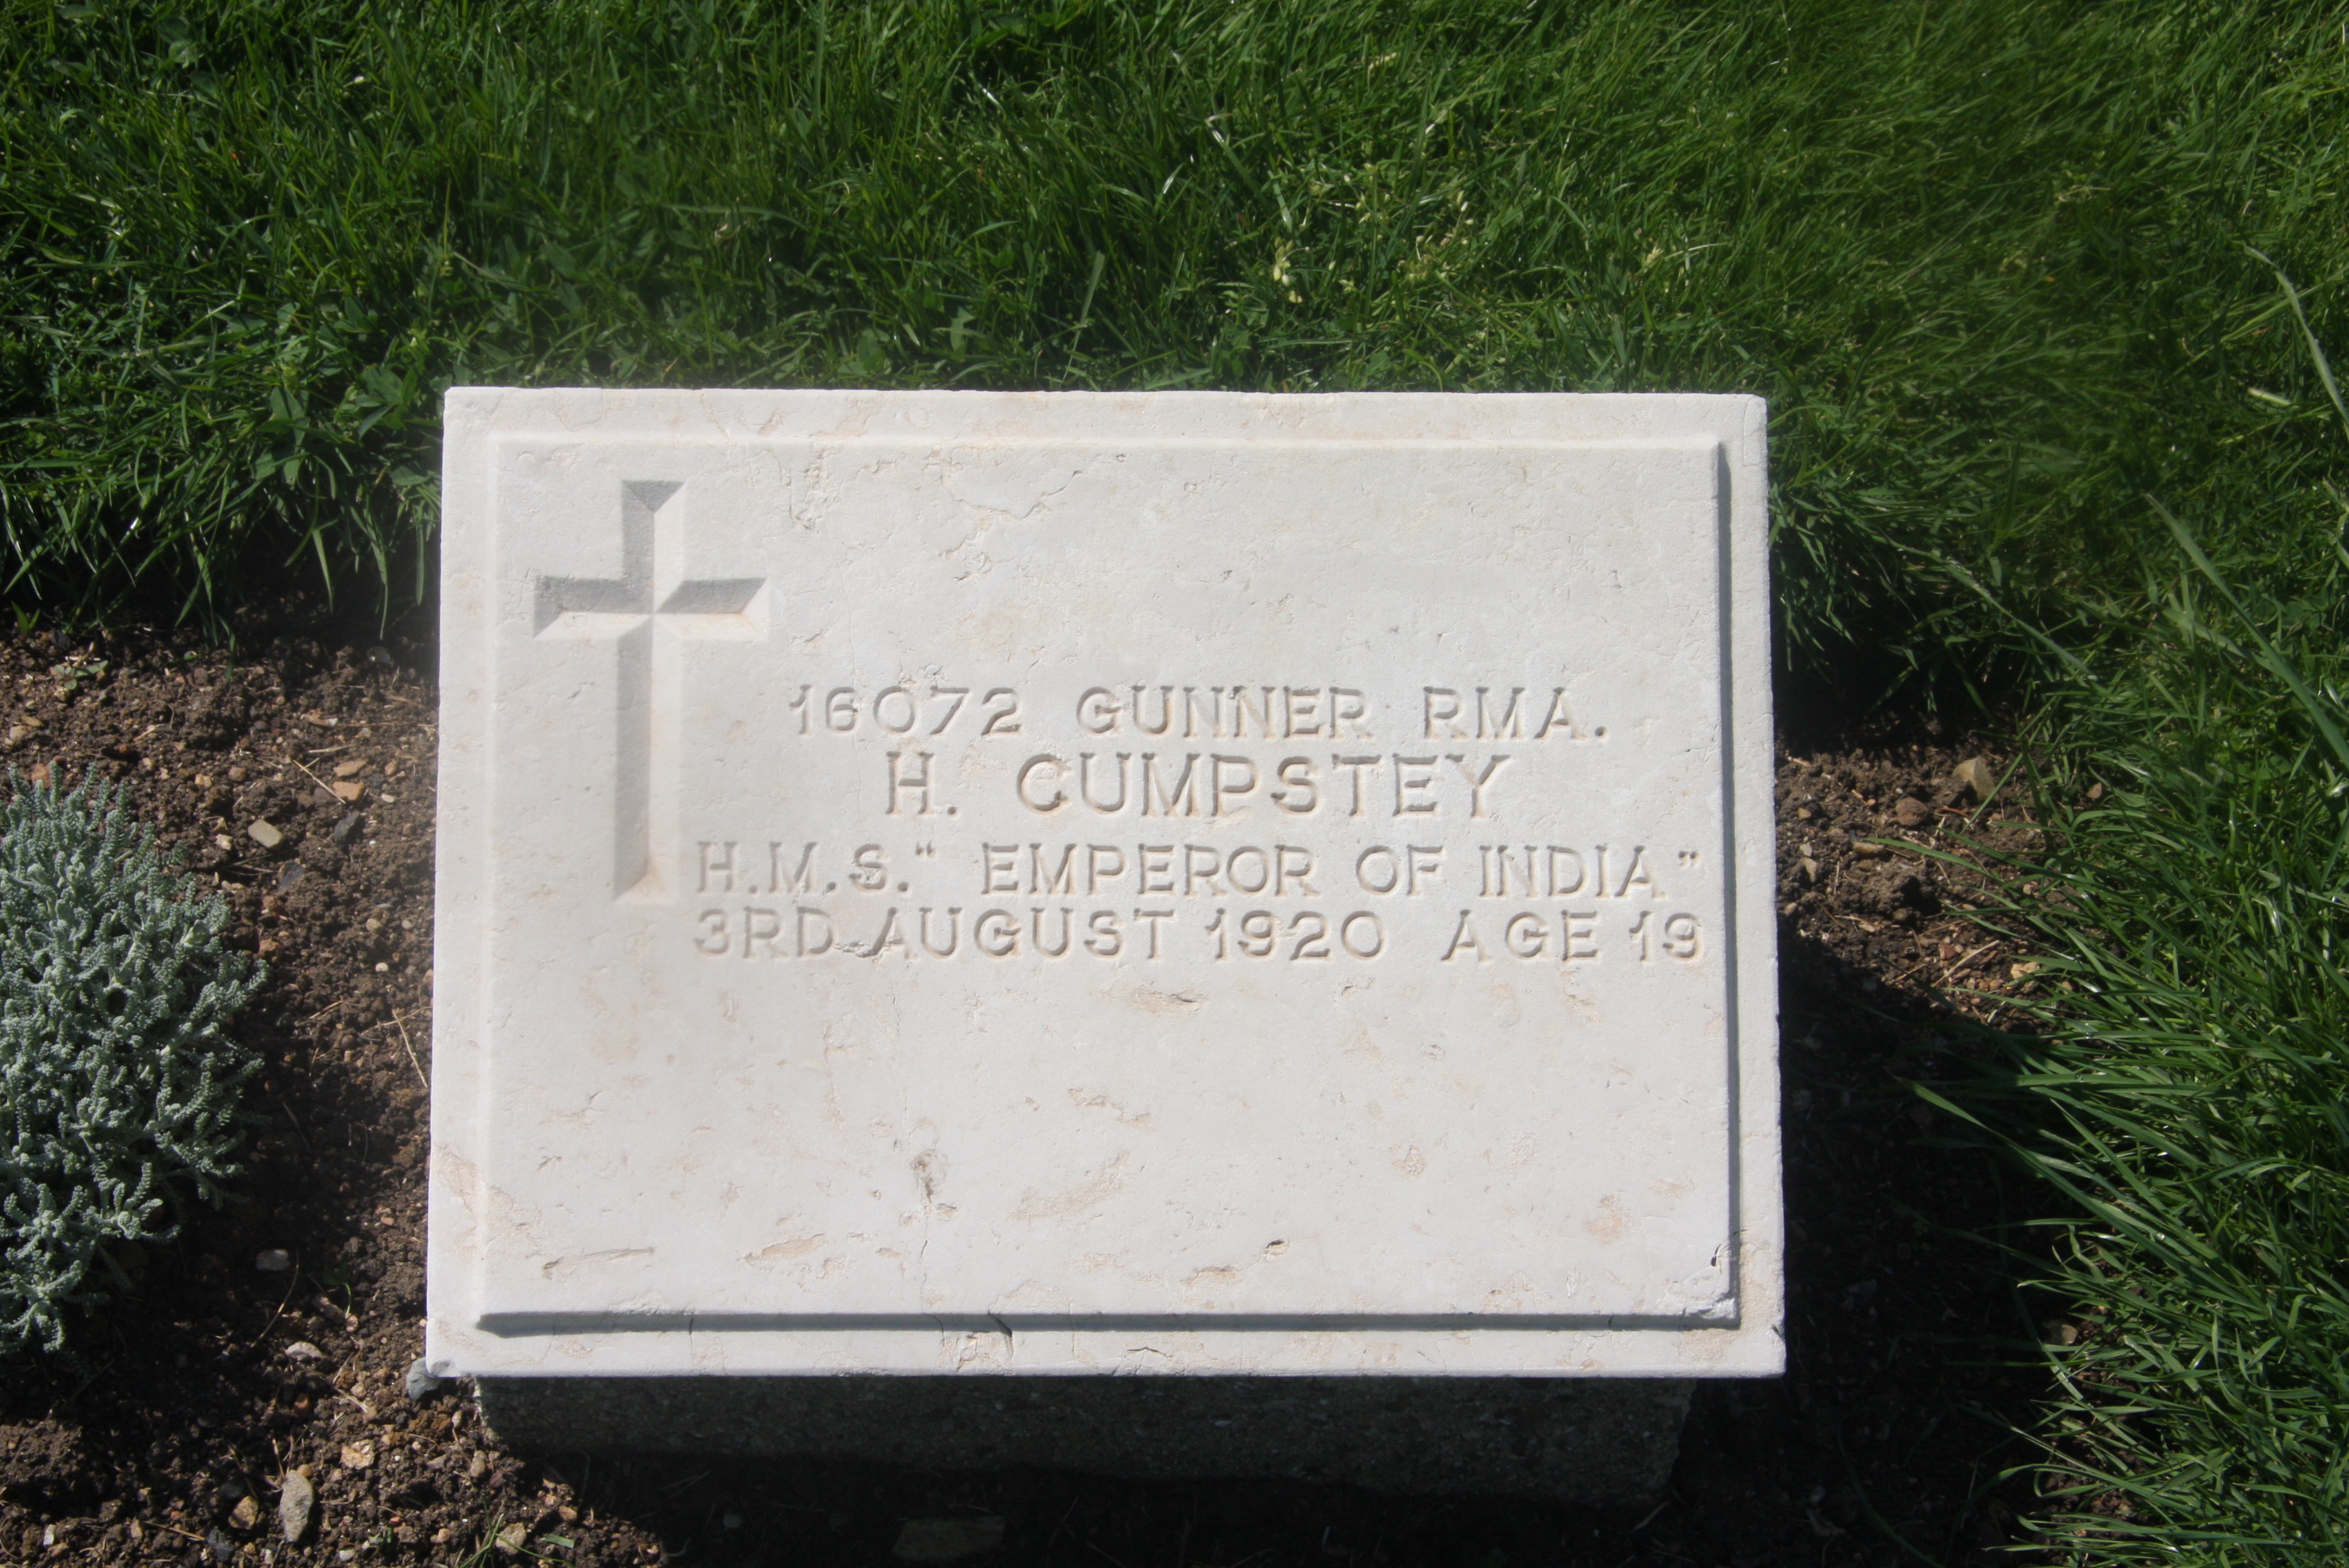 16072 GUNNER RMA.
H. CUMPSTEY
H.M.S. "EMPEROR OF INDIA"
3RD AUGUST 1920 AGE 19